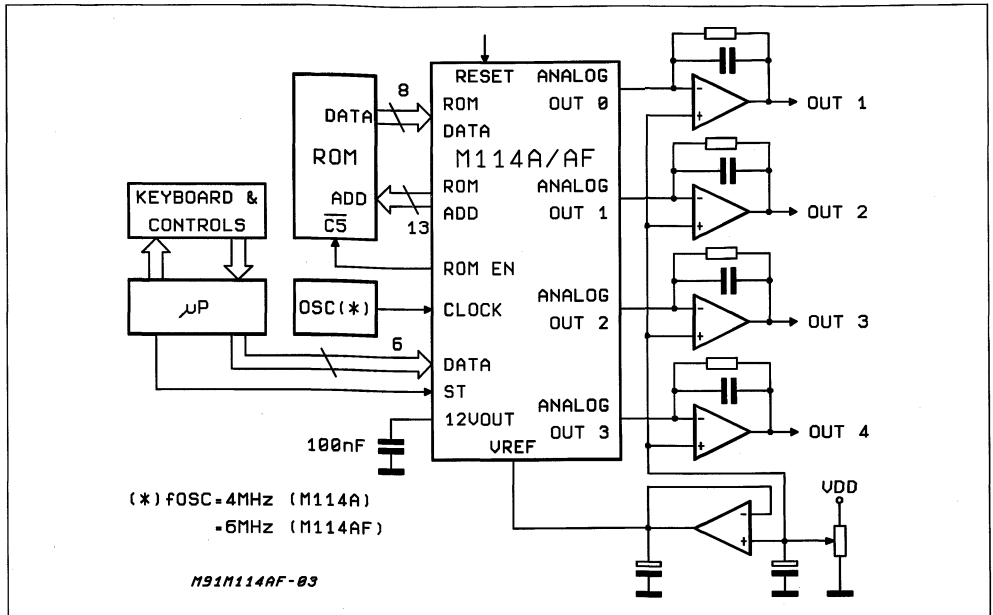 RESET
ANALOG
OUT 0
ROM
DATA
M114A/AF
ROM
ADD
ANALOG
OUT 1
ROM EN
CLOCK
ANALOG
OUT 2
DATA
ST
12VOUT
ANALOG
OUT 3
VREF
8
DATA
ROM
ADD
C5
13
KEYBOARD &
CONTROLS
µP
OSC(*)
6
100nF
OUT 1
OUT 2
OUT 3
OUT 4
VDD
(*) fOSC=4MHz (M114A)
=6MHz (M114AF)
M91M114AF-03